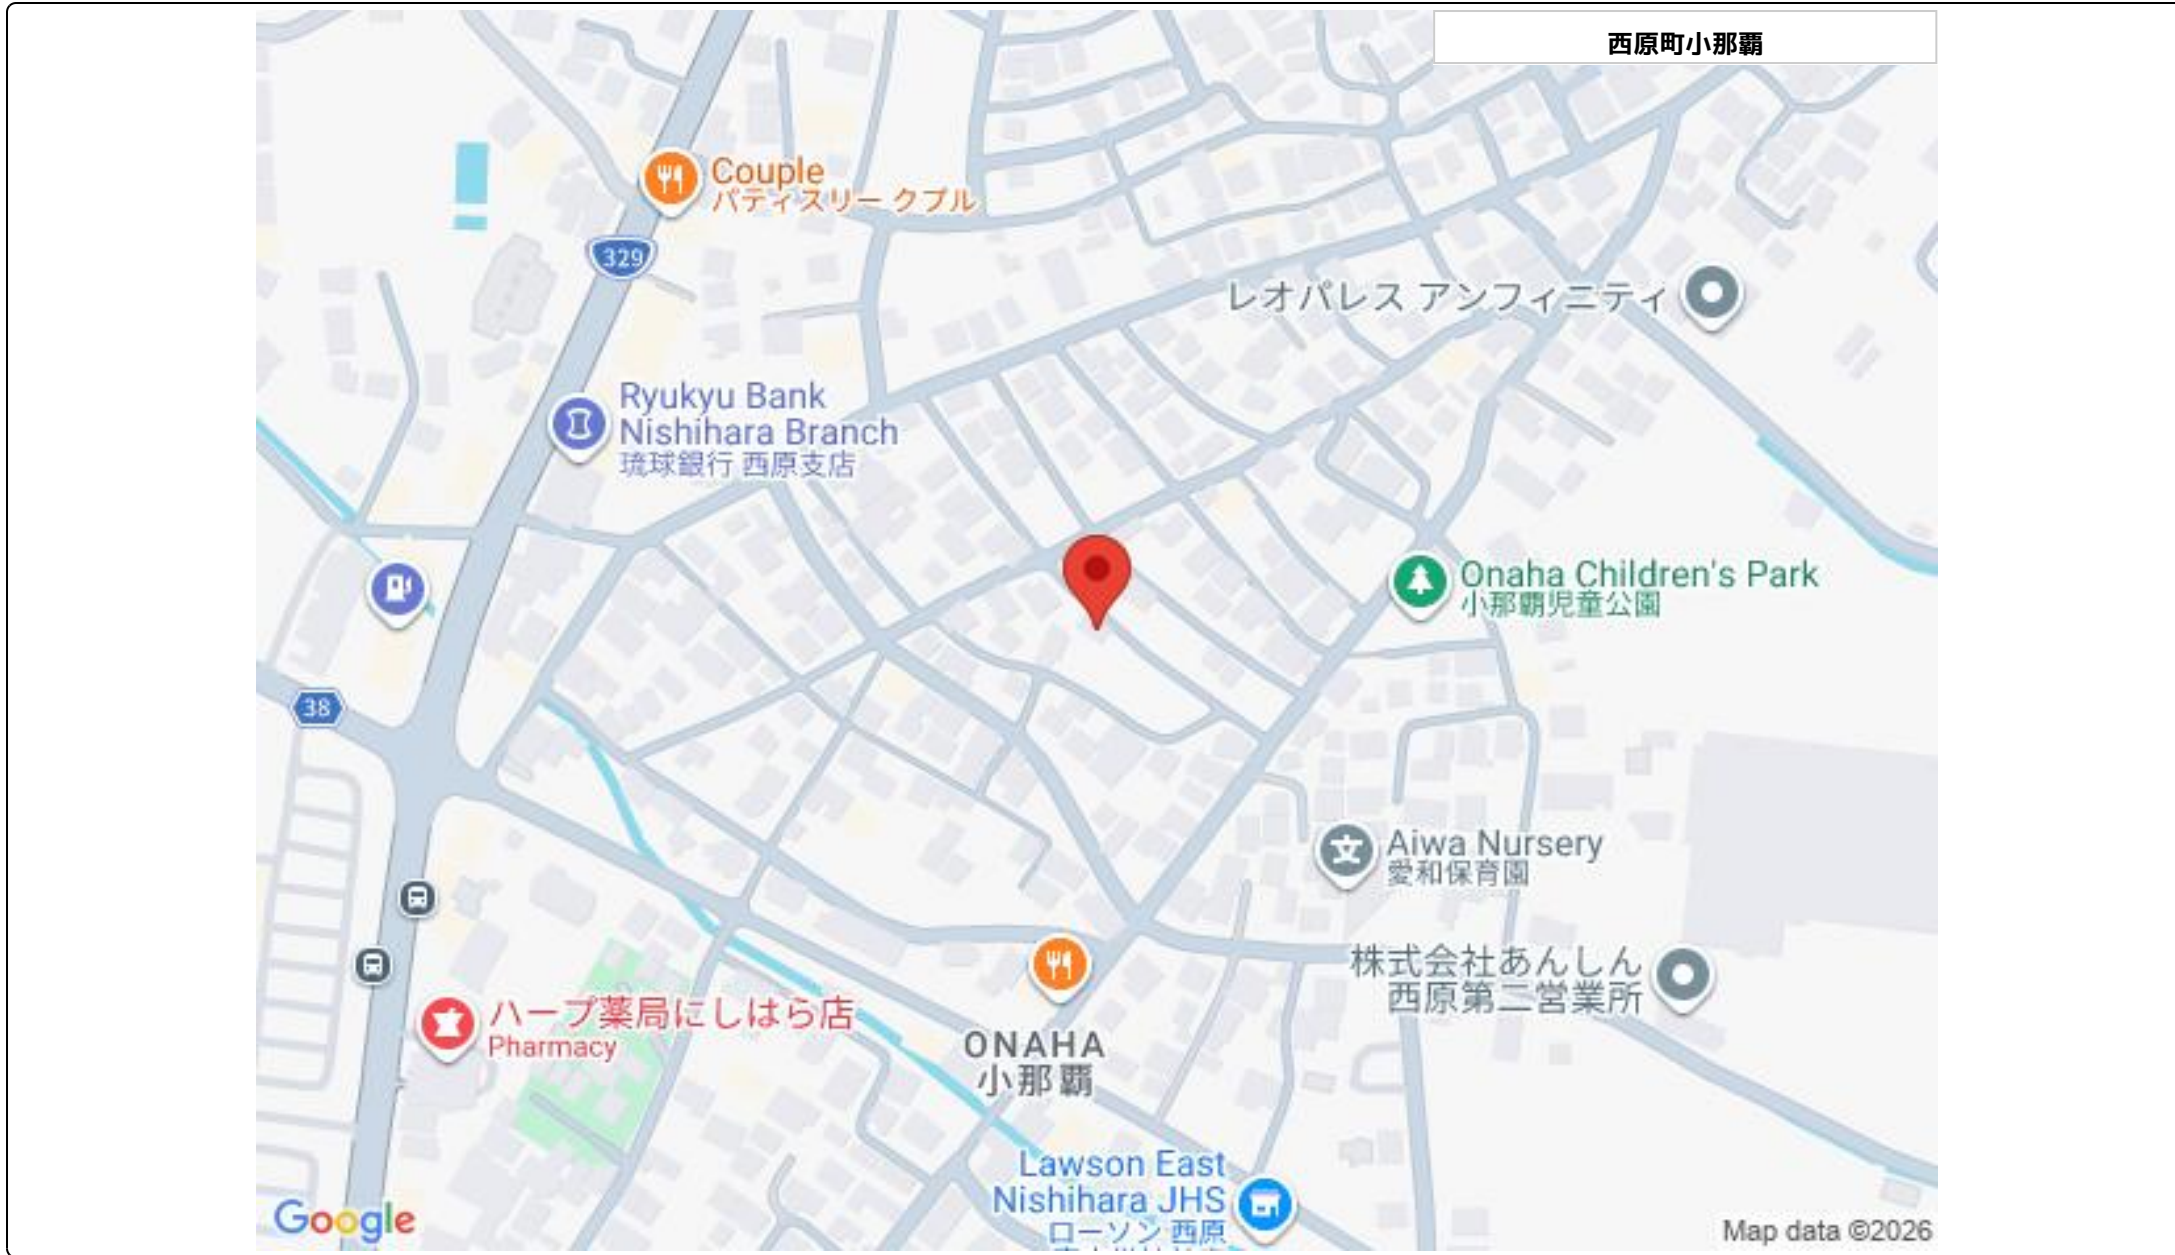 西原町小那覇
Couple
パティスリー クプル
329
レオパレス アンフィニティ
Ryukyu Bank
Nishihara Branch
琉球銀行 西原支店
Onaha Children's Park
小那覇児童公園
38
Aiwa Nursery
愛和保育園
株式会社あんしん
西原第二営業所
ハープ薬局にしはら店
Pharmacy
ONAHA
小那覇
Lawson East
Nishihara JHS
ローソン 西原
Google
Map data ©2026